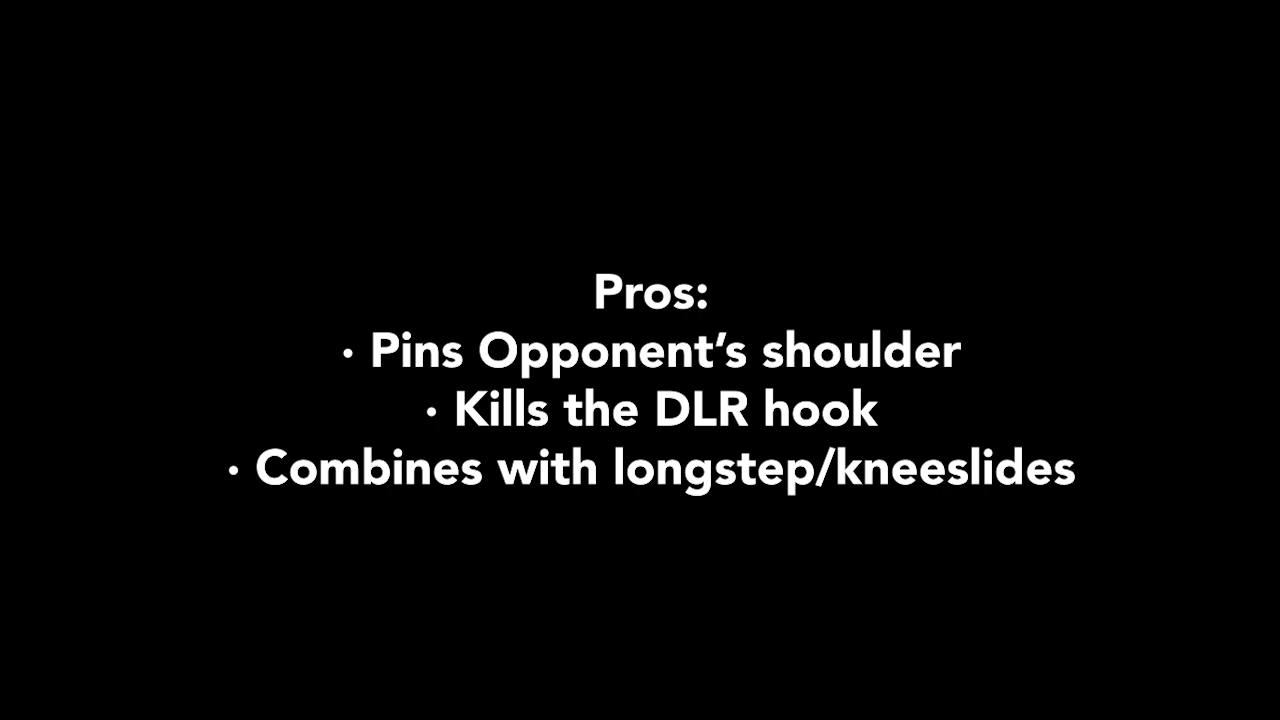 Pros:
· Pins Opponent’s shoulder
· Kills the DLR hook
· Combines with longstep/kneeslides